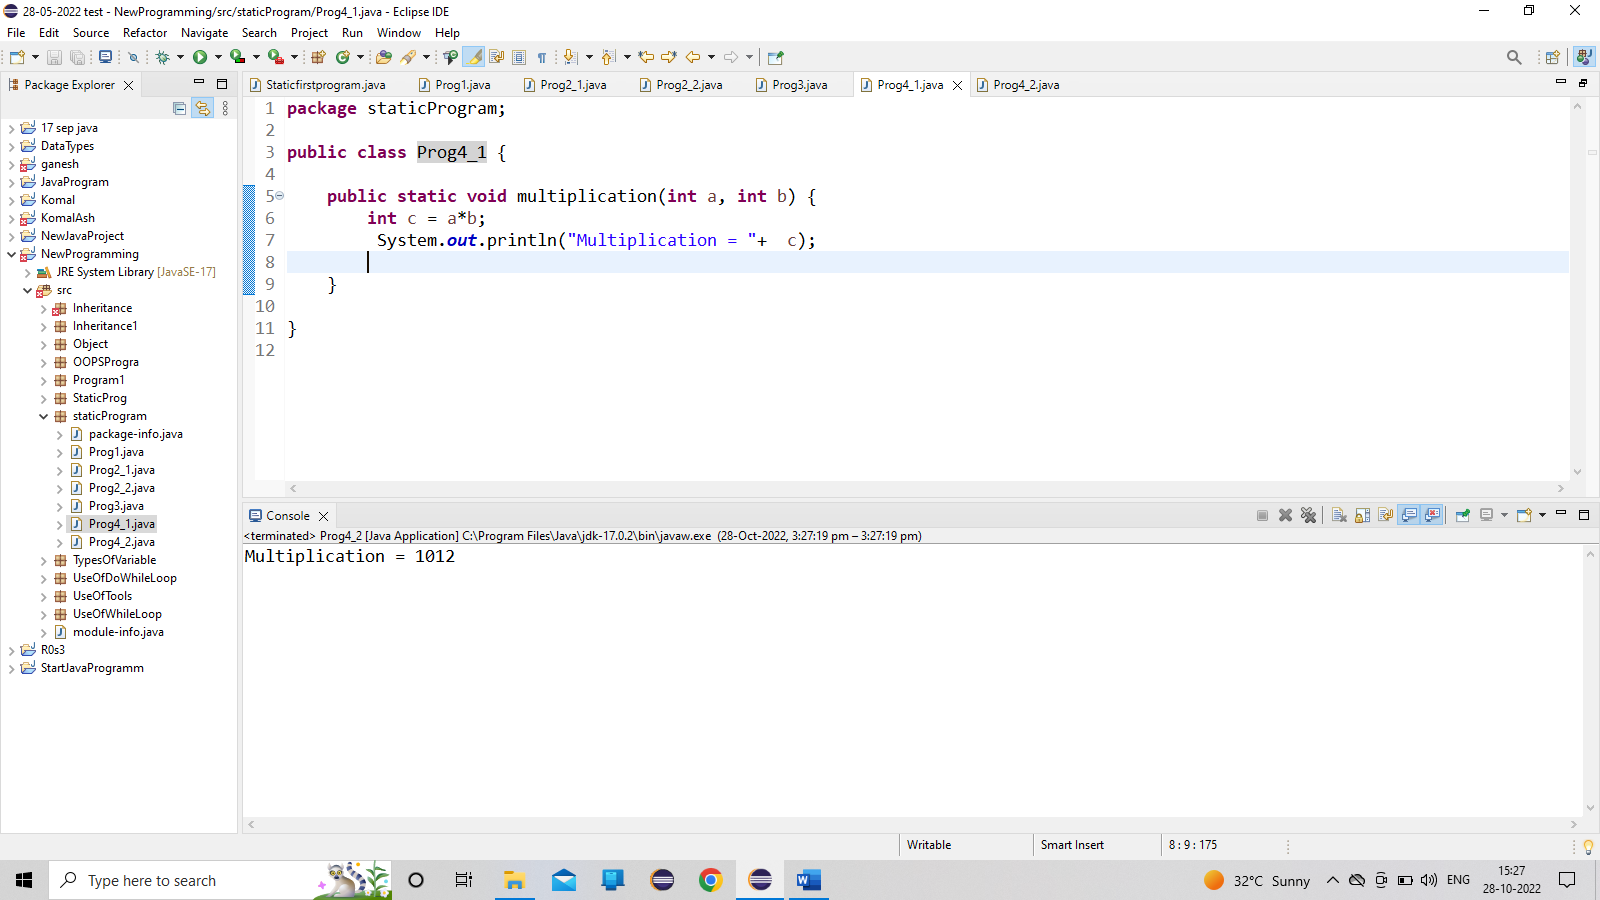 28-05-2022 test - NewProgramming/src/staticProgram/Prog4_1.java - Eclipse IDE
File Edit Source Refactor Navigate Search Project Run Window Help
Package Explorer
17 sep java
DataTypes
ganesh
JavaProgram
Komal
KomalAsh
NewJavaProject
NewProgramming
JRE System Library [JavaSE-17]
src
Inheritance
Inheritance1
Object
OOPSProgra
Program1
StaticProg
staticProgram
package-info.java
Prog1.java
Prog2_1.java
Prog2_2.java
Prog3.java
Prog4_1.java
Prog4_2.java
TypesOfVariable
UseOfDoWhileLoop
UseOfTools
UseOfWhileLoop
module-info.java
R0s3
StartJavaProgramm
Staticfirstprogram.java Prog1.java Prog2_1.java Prog2_2.java Prog3.java Prog4_1.java Prog4_2.java
1 package staticProgram;
2
3 public class Prog4_1 {
4
5 public static void multiplication(int a, int b) {
6 int c = a*b;
7 System.out.println("Multiplication = "+  c);
8
9 }
10
11 }
12
Console
<terminated> Prog4_2 [Java Application] C:\Program Files\Java\jdk-17.0.2\bin\javaw.exe (28-Oct-2022, 3:27:19 pm – 3:27:19 pm)
Multiplication = 1012
Writable Smart Insert 8 : 9 : 175
Type here to search
32°C Sunny ENG 15:27
28-10-2022